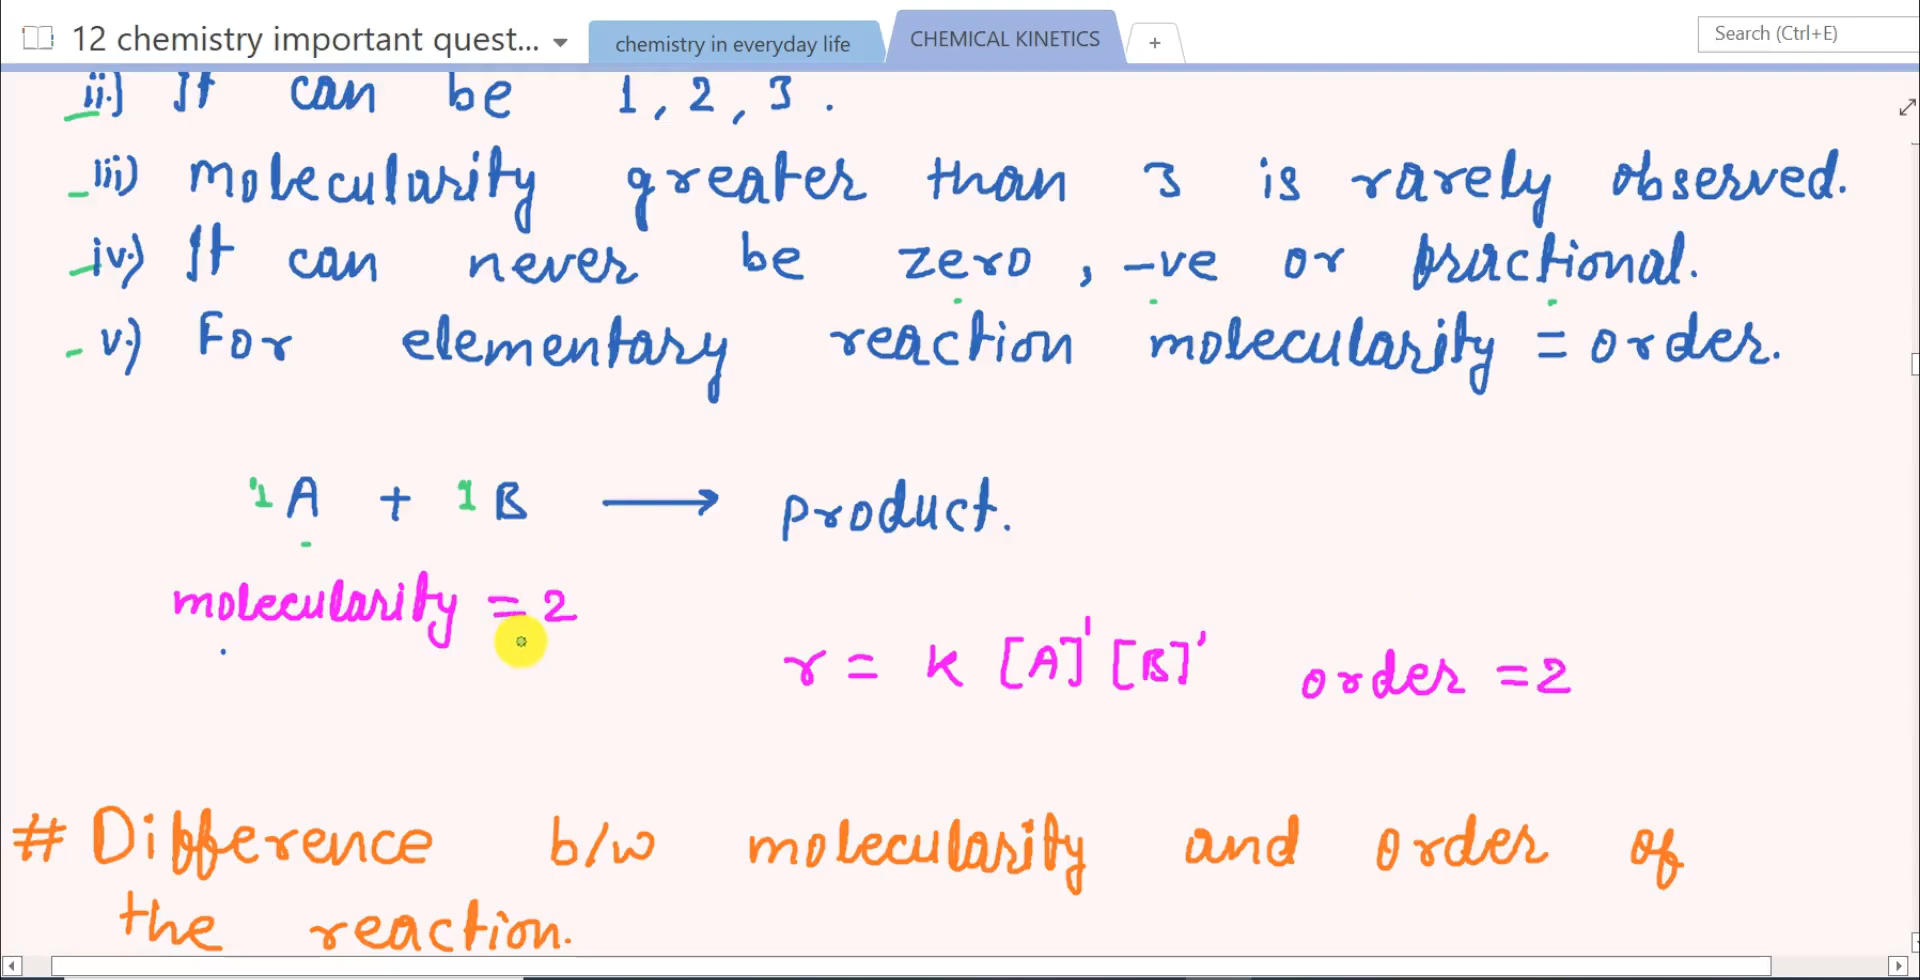 12 chemistry important quest...
chemistry in everyday life
CHEMICAL KINETICS
+
Search (Ctrl+E)
ii.) It can be 1, 2, 3.
iii) molecularity greater than 3 is rarely observed.
iv.) It can never be zero, -ve or fractional.
v.) For elementary reaction molecularity = order.
1 A + 1 B ⟶ product.
molecularity = 2
r = k [A]¹ [B]¹ order = 2
# Difference b/w molecularity and order of
the reaction.